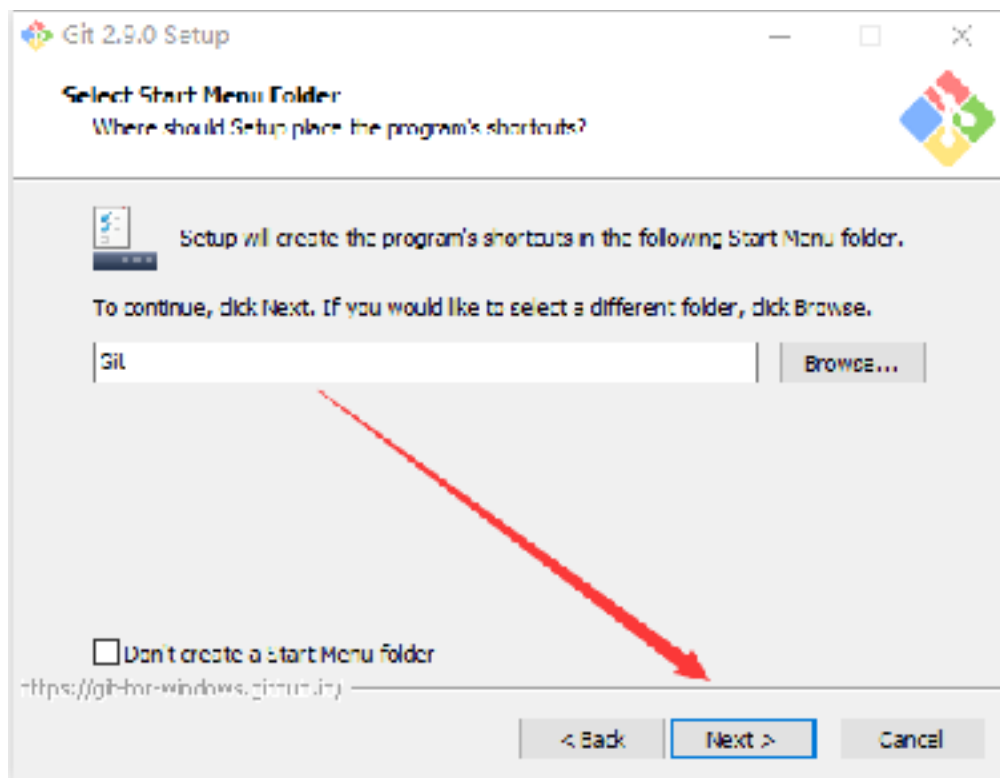 Git 2.9.0 Setup
Select Start Menu Folder
Where should Setup place the program's shortcuts?
Setup will create the program's shortcuts in the following Start Menu folder.
To continue, click Next. If you would like to select a different folder, click Browse.
Git
Browse...
Don't create a Start Menu folder
https://git-for-windows.github.io/
< Back
Next >
Cancel